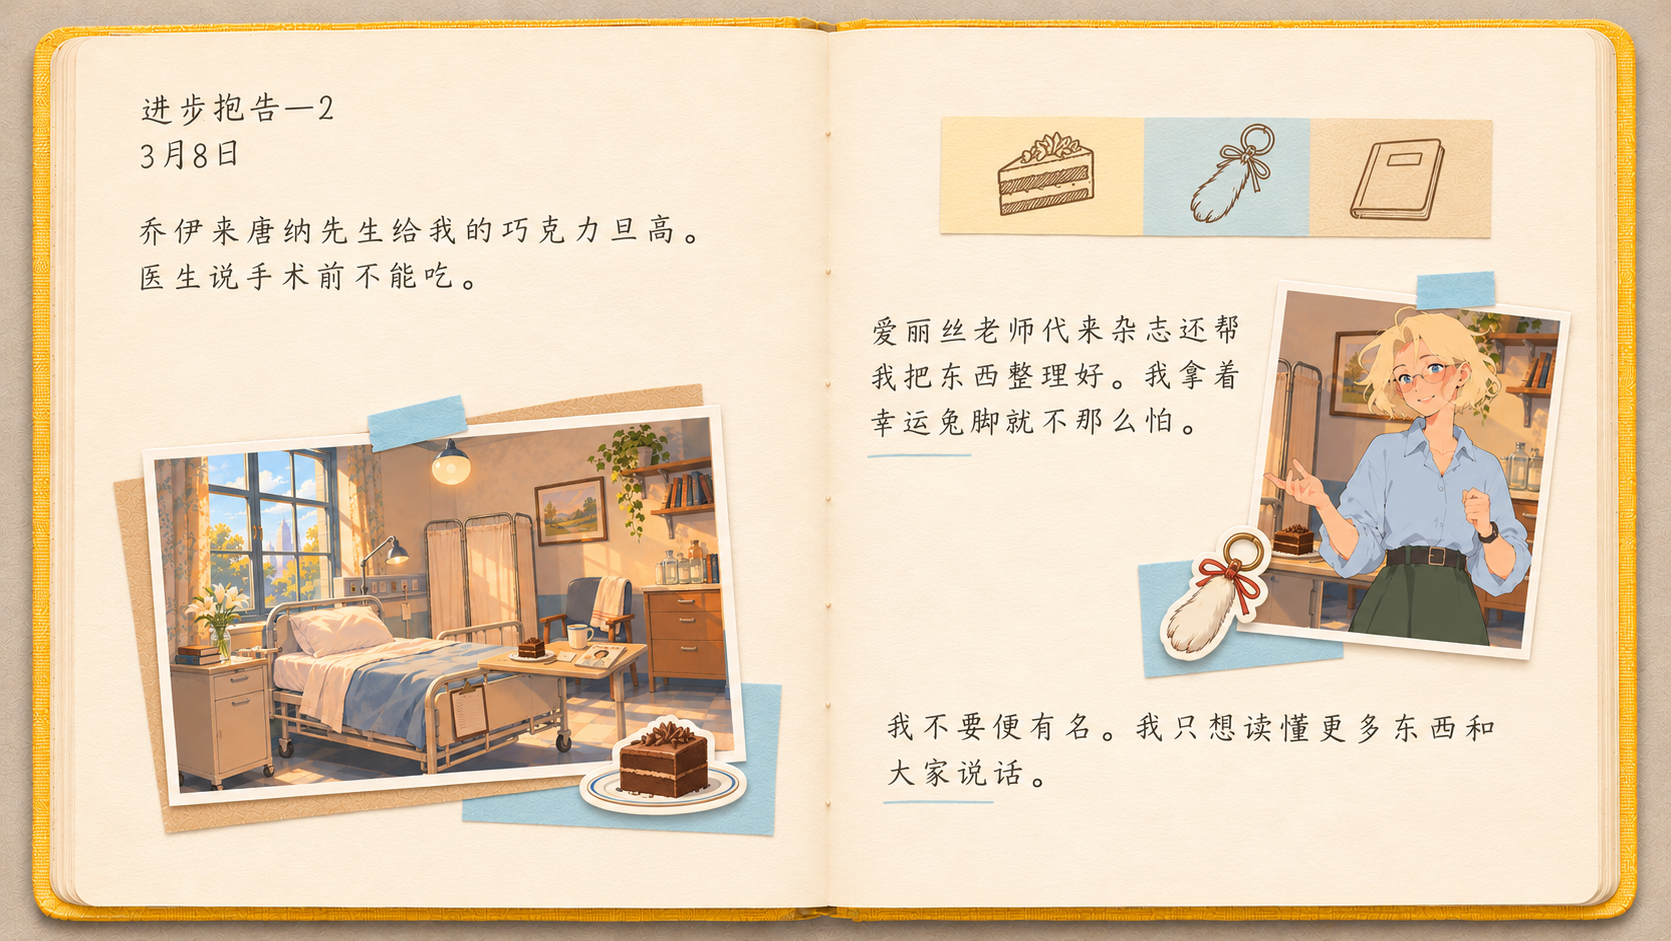 进步抱告—2
3月8日
乔伊来唐纳先生给我的巧克力旦高。
医生说手术前不能吃。
爱丽丝老师代来杂志还帮
我把东西整理好。我拿着
幸运兔脚就不那么怕。
我不要便有名。我只想读懂更多东西和
大家说话。